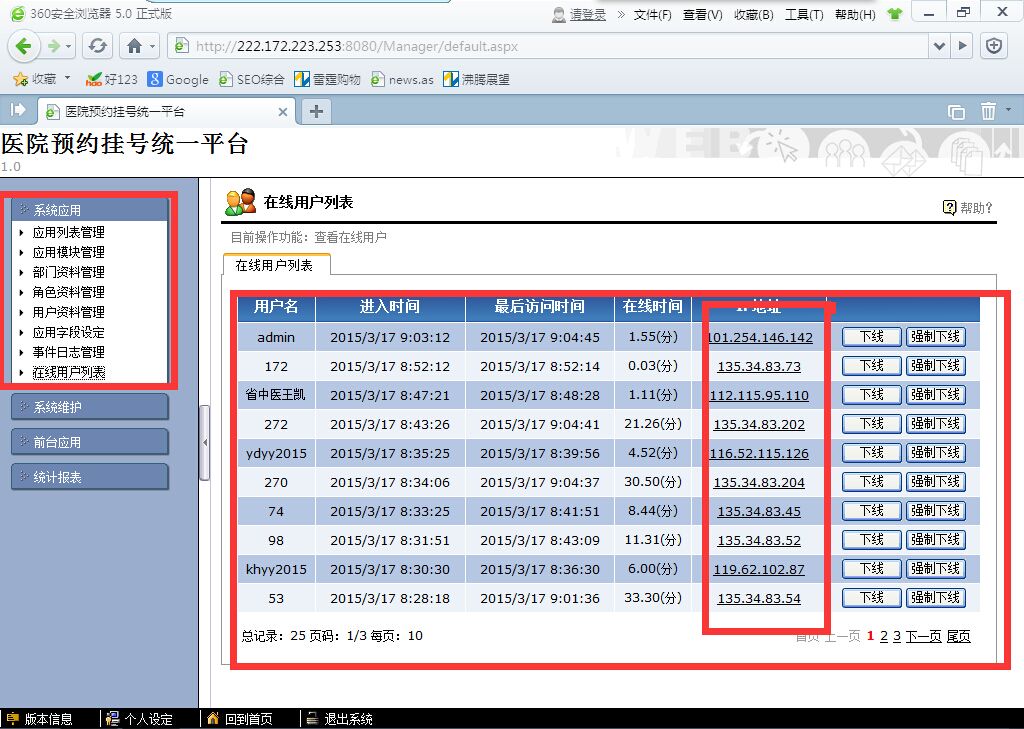 360安全浏览器 5.0 正式版
请登录 » 文件(F) 查看(V) 收藏(B) 工具(T) 帮助(H)
http://222.172.223.253:8080/Manager/default.aspx
收藏 好123 Google SEO综合 雷霆购物 news.as 沸腾展望
医院预约挂号统一平台
医院预约挂号统一平台
1.0
WEB
系统应用
应用列表管理
应用模块管理
部门资料管理
角色资料管理
用户资料管理
应用字段设定
事件日志管理
在线用户列表
系统维护
前台应用
统计报表
在线用户列表
帮助?
目前操作功能：查看在线用户
在线用户列表
用户名 进入时间 最后访问时间 在线时间 IP地址
admin 2015/3/17 9:03:12 2015/3/17 9:04:45 1.55(分) 101.254.146.142 下线 强制下线
172 2015/3/17 8:52:12 2015/3/17 8:52:14 0.03(分) 135.34.83.73 下线 强制下线
省中医王凯 2015/3/17 8:47:21 2015/3/17 8:48:28 1.11(分) 112.115.95.110 下线 强制下线
272 2015/3/17 8:43:26 2015/3/17 9:04:41 21.26(分) 135.34.83.202 下线 强制下线
ydyy2015 2015/3/17 8:35:25 2015/3/17 8:39:56 4.52(分) 116.52.115.126 下线 强制下线
270 2015/3/17 8:34:06 2015/3/17 9:04:37 30.50(分) 135.34.83.204 下线 强制下线
74 2015/3/17 8:33:25 2015/3/17 8:41:51 8.44(分) 135.34.83.45 下线 强制下线
98 2015/3/17 8:31:51 2015/3/17 8:43:09 11.31(分) 135.34.83.52 下线 强制下线
khyy2015 2015/3/17 8:30:30 2015/3/17 8:36:30 6.00(分) 119.62.102.87 下线 强制下线
53 2015/3/17 8:28:18 2015/3/17 9:01:36 33.30(分) 135.34.83.54 下线 强制下线
总记录：25 页码：1/3 每页：10 首页 上一页 1 2 3 下一页 尾页
版本信息 个人设定 回到首页 退出系统